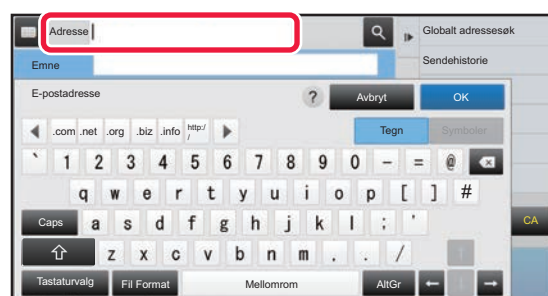 Adresse
Globalt adressesøk
Emne
Sendehistorie
E-postadresse
?
Avbryt
OK
.com .net .org .biz .info http:/
/
Tegn
Symboler
` 1 2 3 4 5 6 7 8 9 0 - = @
q w e r t y u i o p [ ] #
Caps a s d f g h j k l ; '
CA
z x c v b n m . . /
Tastaturvalg Fil Format Mellomrom AltGr